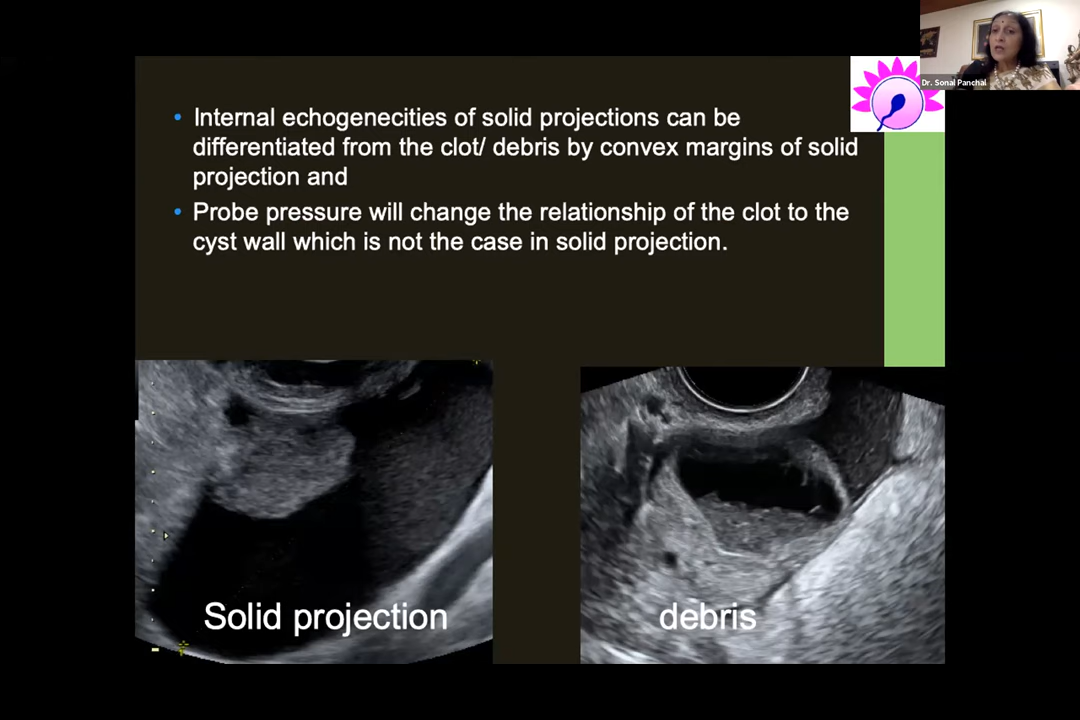 Dr. Sonal Panchal
• Internal echogenecities of solid projections can be
differentiated from the clot/ debris by convex margins of solid
projection and
• Probe pressure will change the relationship of the clot to the
cyst wall which is not the case in solid projection.
Solid projection
debris